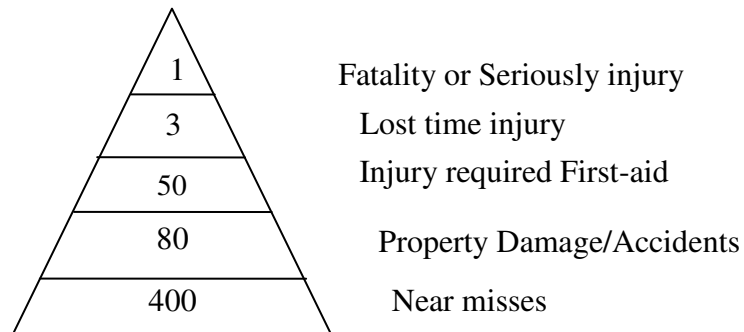 1 Fatality or Seriously injury
3 Lost time injury
50 Injury required First-aid
80 Property Damage/Accidents
400 Near misses